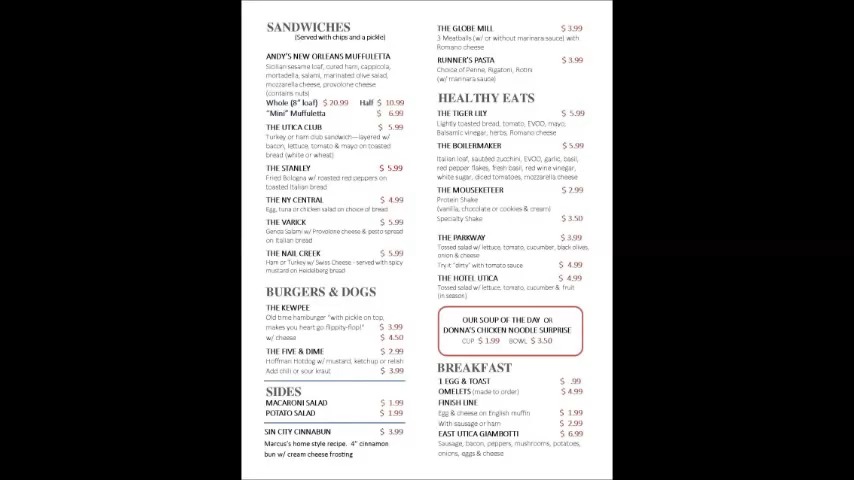 SANDWICHES
(Served with chips and a pickle)
ANDY'S NEW ORLEANS MUFFULETTA
Sicilian sesame loaf, cured ham, cappicola,
mortadella, salami, marinated olive salad,
mozzarella cheese, provolone cheese
(contains nuts)
Whole (8" loaf) $ 20.99 Half $ 10.99
"Mini" Muffuletta $ 6.99
THE UTICA CLUB $ 5.99
Turkey or ham club sandwich—layered w/
bacon, lettuce, tomato & mayo on toasted
bread (white or wheat)
THE STANLEY $ 5.99
Fried Bologna w/ roasted red peppers on
toasted Italian bread
THE NY CENTRAL $ 4.99
Egg, tuna or chicken salad on choice of bread
THE VARICK $ 5.99
Genoa Salami w/ Provolone cheese & pesto spread
on Italian bread
THE NAIL CREEK $ 5.99
Ham or Turkey w/ Swiss Cheese - served with spicy
mustard on Heidelberg bread
BURGERS & DOGS
THE KEWPEE
Old time hamburger "with pickle on top,
makes you heart go flippity-flop!" $ 3.99
w/ cheese $ 4.50
THE FIVE & DIME $ 2.99
Hoffman Hotdog w/ mustard, ketchup or relish
Add chili or sour kraut $ 3.99
SIDES
MACARONI SALAD $ 1.99
POTATO SALAD $ 1.99
SIN CITY CINNABUN $ 3.99
Marcus's home style recipe. 4" cinnamon
bun w/ cream cheese frosting
THE GLOBE MILL $ 3.99
3 Meatballs (w/ or without marinara sauce) with
Romano cheese
RUNNER'S PASTA $ 3.99
Choice of Penne, Rigatoni, Rotini
(w/ marinara sauce)
HEALTHY EATS
THE TIGER LILY $ 5.99
Lightly toasted bread, tomato, EVOO, mayo,
Balsamic vinegar, herbs, Romano cheese
THE BOILERMAKER $ 5.99
Italian loaf, sautéed zucchini, EVOO, garlic, basil,
red pepper flakes, fresh basil, red wine vinegar,
white sugar, diced tomatoes, mozzarella cheese
THE MOUSEKETEER $ 2.99
Protein Shake
(vanilla, chocolate or cookies & cream)
Specialty Shake $ 3.50
THE PARKWAY $ 3.99
Tossed salad w/ lettuce, tomato, cucumber, black olives,
onion & cheese
Try it "dirty" with tomato sauce $ 4.99
THE HOTEL UTICA $ 4.99
Tossed salad w/ lettuce, tomato, cucumber & fruit
(in season)
OUR SOUP OF THE DAY OR
DONNA'S CHICKEN NOODLE SURPRISE
CUP $ 1.99 BOWL $ 3.50
BREAKFAST
1 EGG & TOAST $ .99
OMELETS (made to order) $ 4.99
FINISH LINE
Egg & cheese on English muffin $ 1.99
With sausage or ham $ 2.99
EAST UTICA GIAMBOTTI $ 6.99
Sausage, bacon, peppers, mushrooms, potatoes,
onions, eggs & cheese